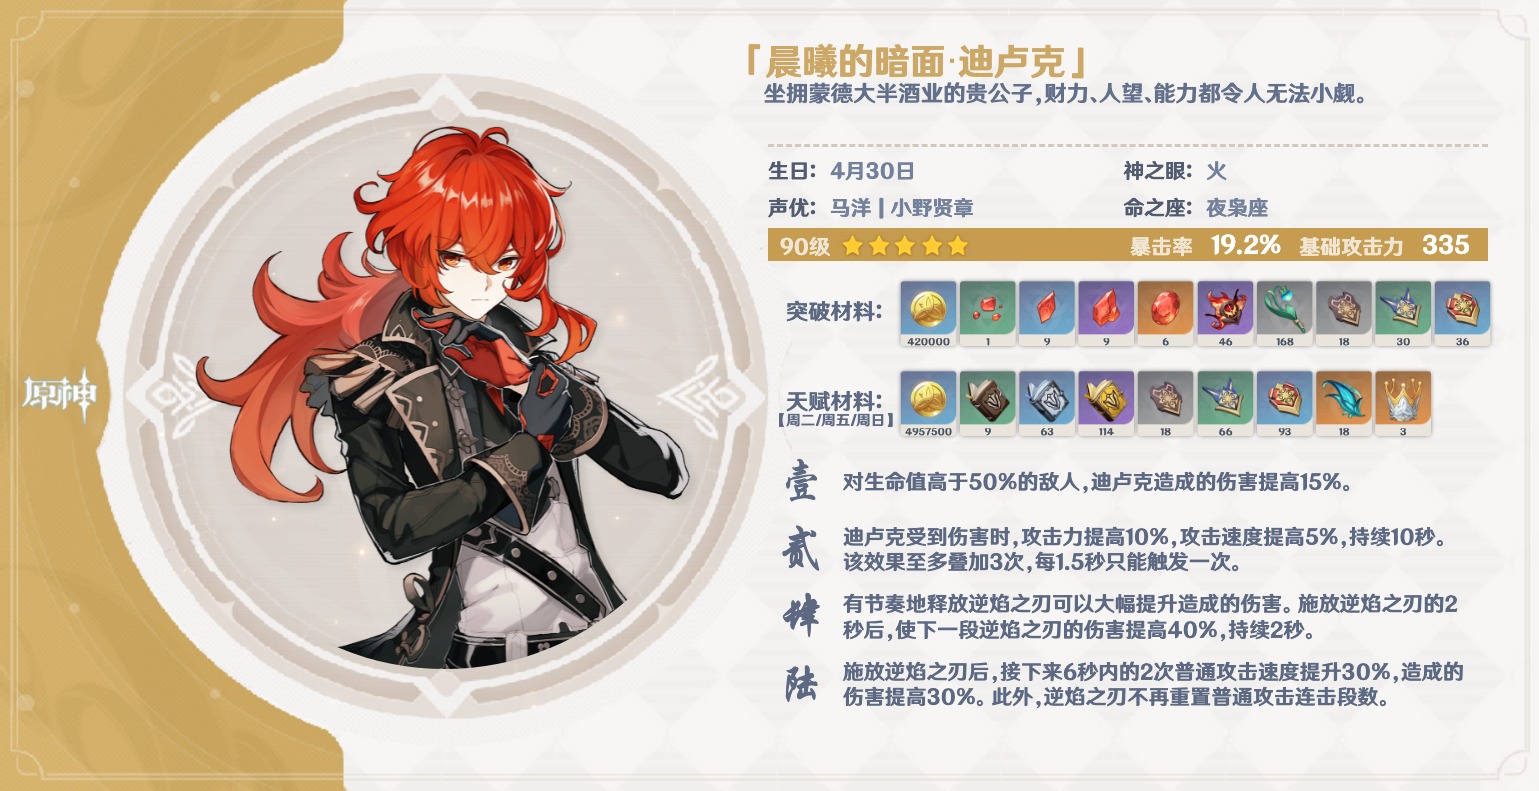 原神
「晨曦的暗面·迪卢克」
坐拥蒙德大半酒业的贵公子,财力、人望、能力都令人无法小觑。
生日: 4月30日 神之眼: 火
声优: 马洋 | 小野贤章 命之座: 夜枭座
90级 暴击率 19.2% 基础攻击力 335
突破材料:
420000 1 9 9 6 46 168 18 30 36
天赋材料:
【周二/周五/周日】
4957500 9 63 114 18 66 93 18 3
壹 对生命值高于50%的敌人,迪卢克造成的伤害提高15%。
贰 迪卢克受到伤害时,攻击力提高10%,攻击速度提高5%,持续10秒。
该效果至多叠加3次,每1.5秒只能触发一次。
肆 有节奏地释放逆焰之刃可以大幅提升造成的伤害。施放逆焰之刃的2
秒后,使下一段逆焰之刃的伤害提高40%,持续2秒。
陆 施放逆焰之刃后,接下来6秒内的2次普通攻击速度提升30%,造成的
伤害提高30%。此外,逆焰之刃不再重置普通攻击连击段数。